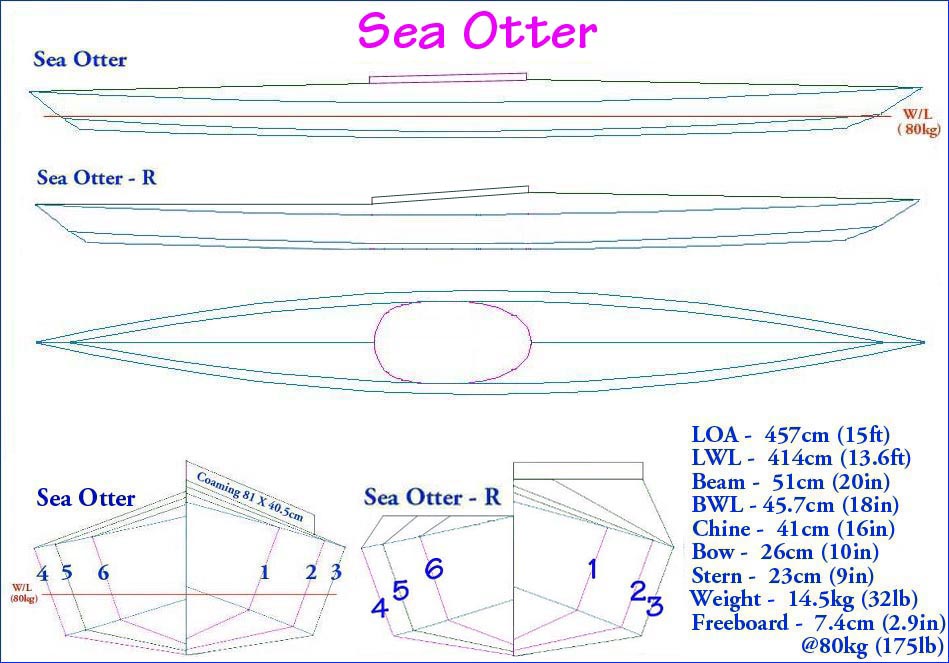 Sea Otter
Sea Otter
W/L
( 80kg)
Sea Otter - R
Sea Otter
Coaming 81 X 40.5cm
4 5 6 1 2 3
W/L
(80kg)
Sea Otter - R
4 5 6 1 2 3
LOA - 457cm (15ft)
LWL - 414cm (13.6ft)
Beam - 51cm (20in)
BWL - 45.7cm (18in)
Chine - 41cm (16in)
Bow - 26cm (10in)
Stern - 23cm (9in)
Weight - 14.5kg (32lb)
Freeboard - 7.4cm (2.9in)
@80kg (175lb)